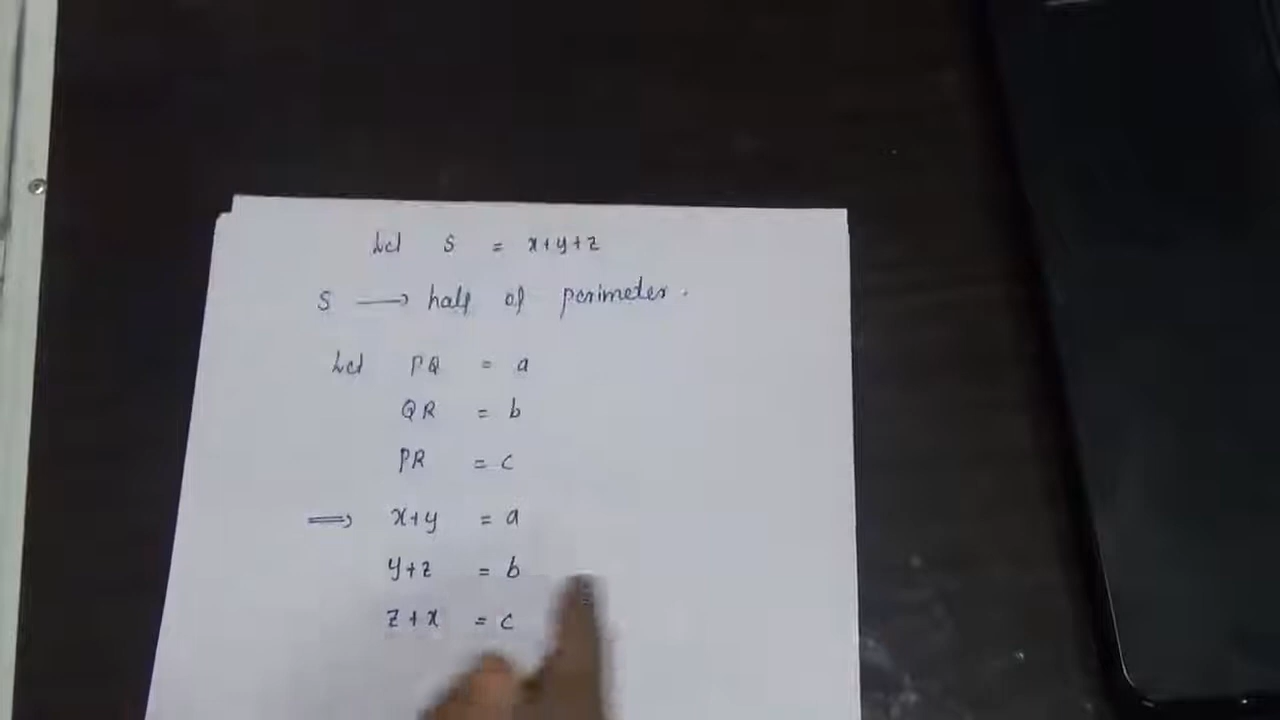 Let S = x+y+z
S ⟶ half of perimeter.
Let PQ = a
QR = b
PR = c
⟹ x+y = a
y+z = b
z+x = c